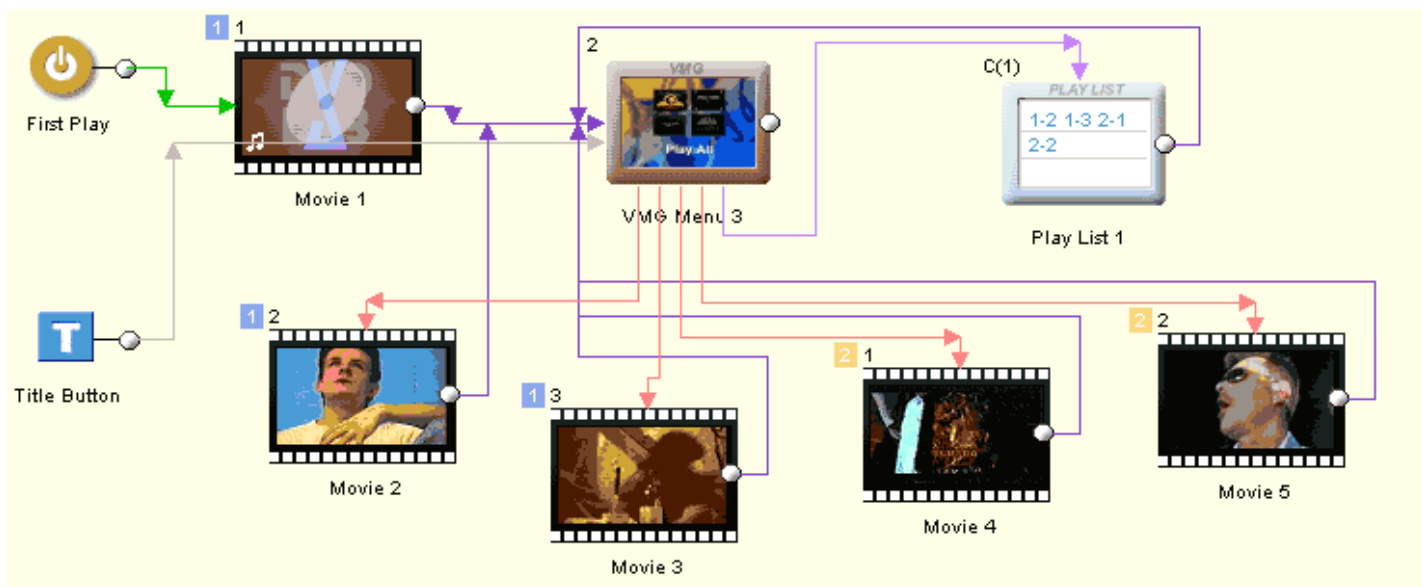 1 1
First Play
Movie 1
2
VMG
Play All
VMG Menu 3
C(1)
PLAY LIST
1-2 1-3 2-1
2-2
Play List 1
T
Title Button
1 2
Movie 2
1 3
Movie 3
2 1
Movie 4
2 2
Movie 5